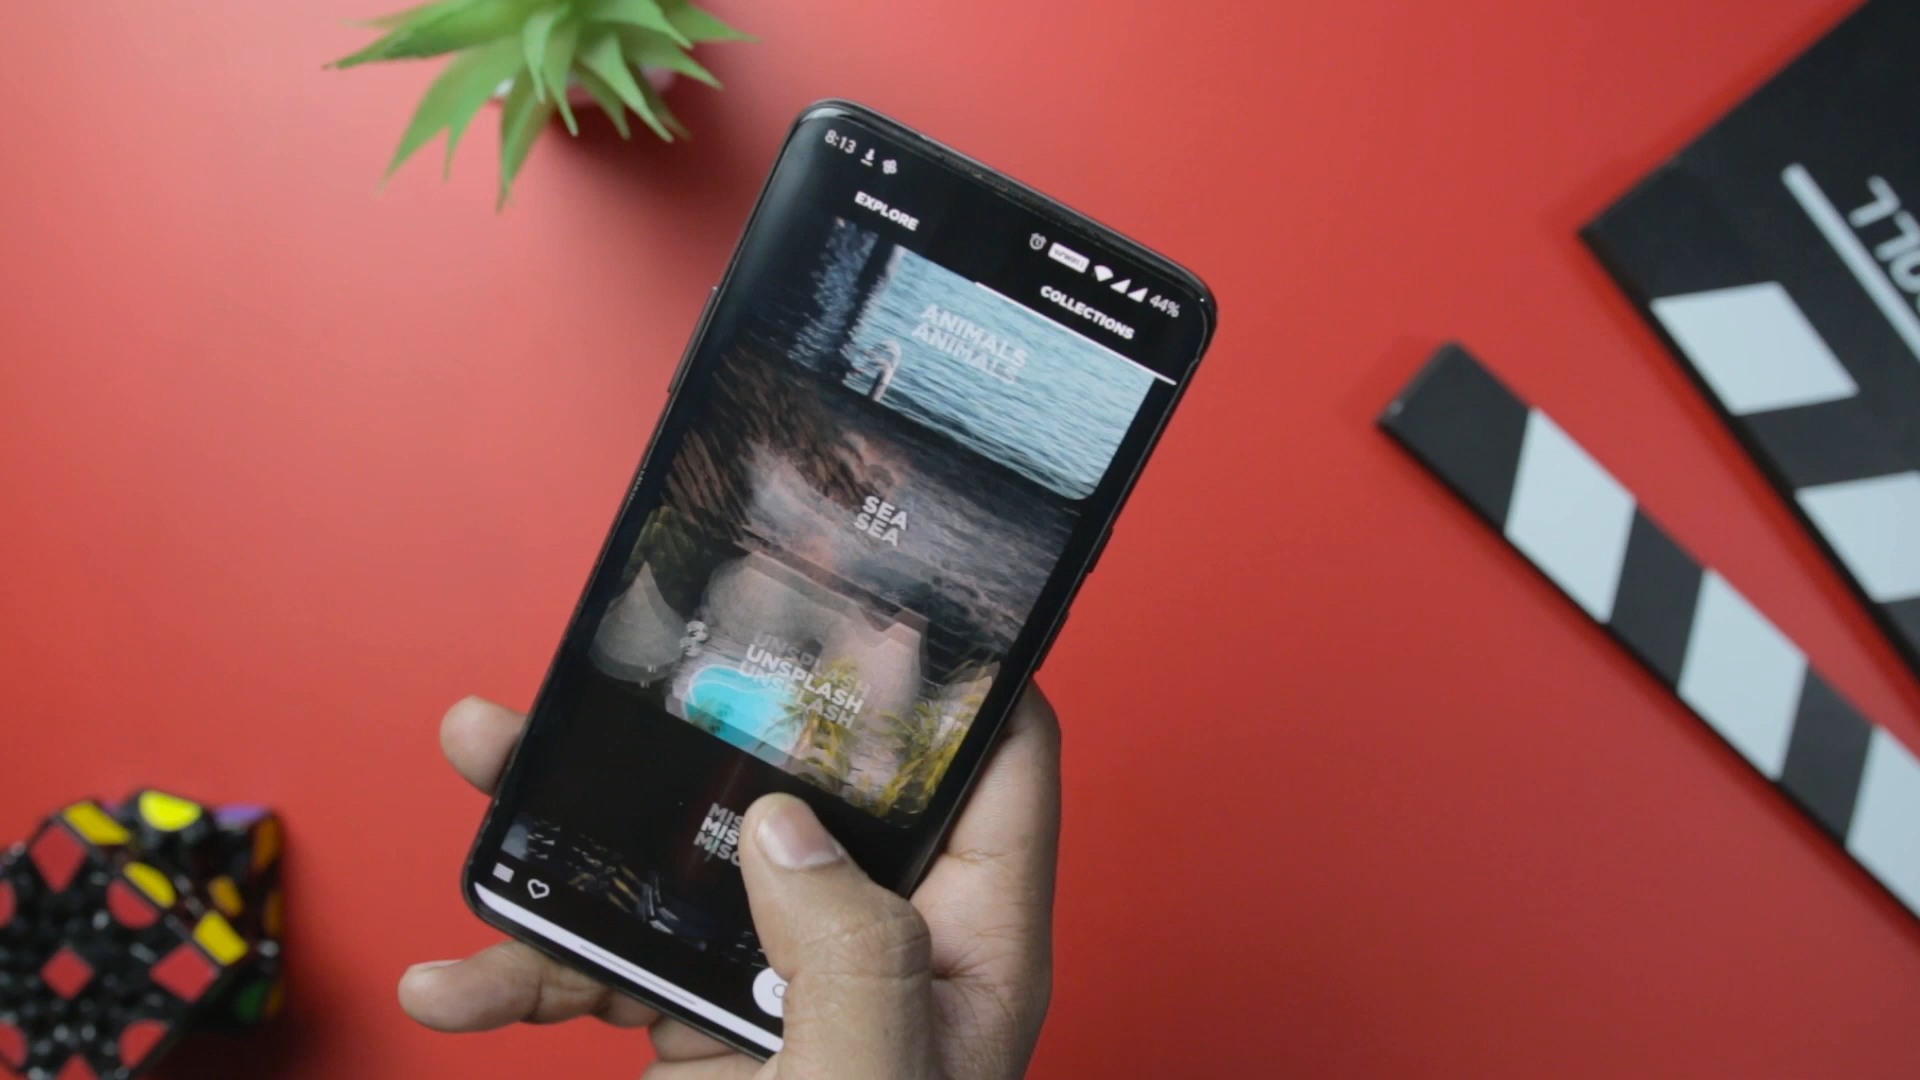 8:13
44%
EXPLORE
COLLECTIONS
ANIMALS
ANIMALS
SEA
SEA
UNSPLASH
UNSPLASH
UNSPLASH